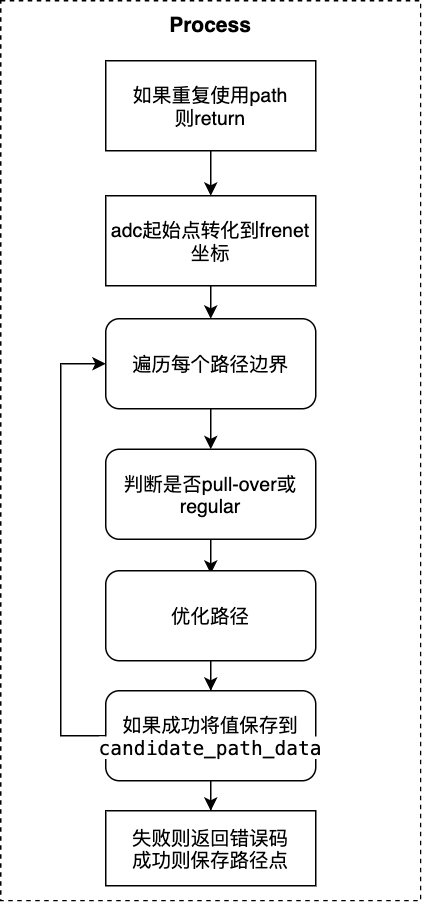 Process
如果重复使用path
则return
adc起始点转化到frenet
坐标
遍历每个路径边界
判断是否pull-over或
regular
优化路径
如果成功将值保存到
candidate_path_data
失败则返回错误码
成功则保存路径点